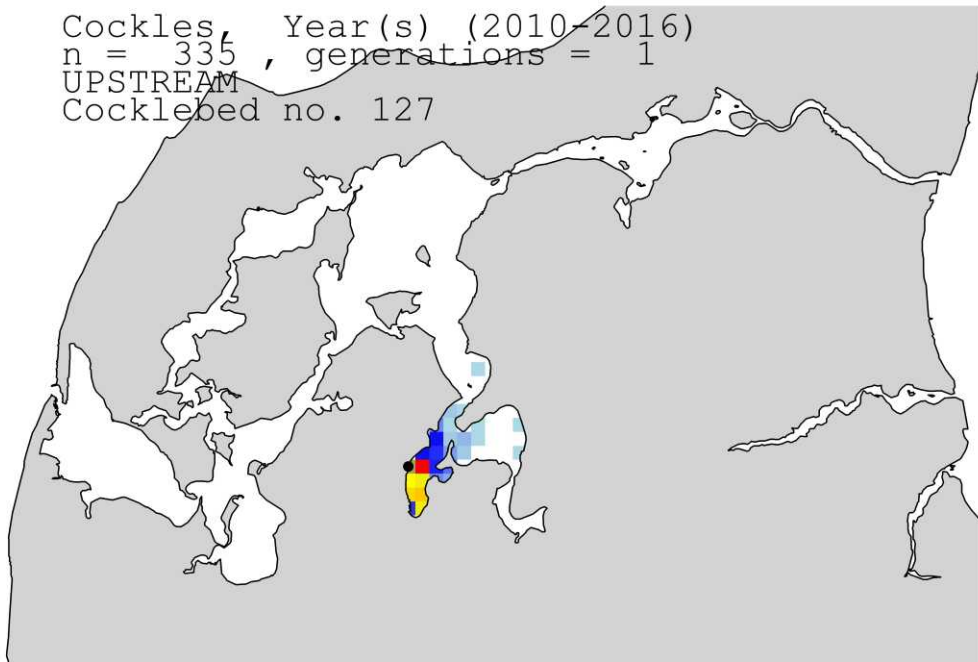 Cockles,  Year(s) (2010-2016)
n =  335 , generations =  1
UPSTREAM
Cocklebed no. 127